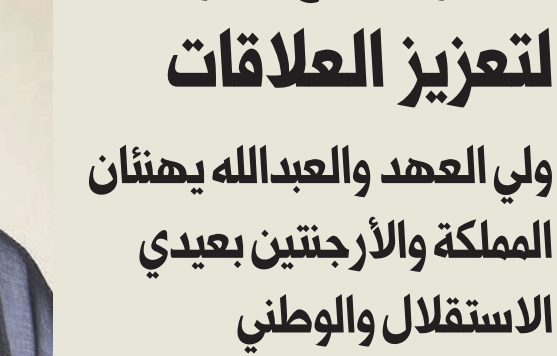 لتعزيز العلاقات
ولي العهد والعبدالله يهنئان
المملكة والأرجنتين بعيدي
الاستقلال والوطني